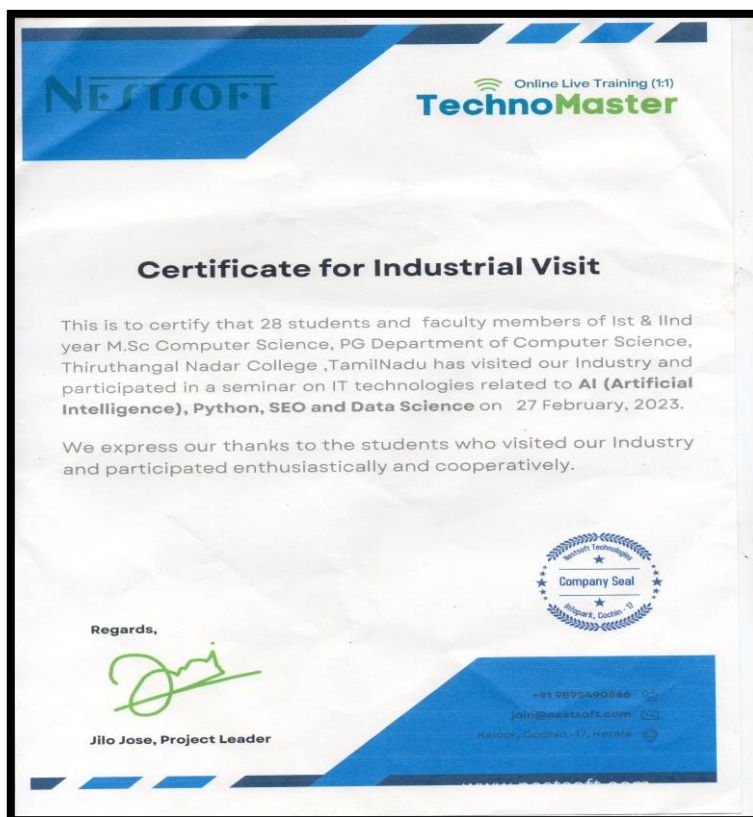 NESTSOFT
Online Live Training (1:1)
TechnoMaster
Certificate for Industrial Visit
This is to certify that 28 students and faculty members of Ist & IInd
year M.Sc Computer Science, PG Department of Computer Science,
Thiruthangal Nadar College ,TamilNadu has visited our Industry and
participated in a seminar on IT technologies related to AI (Artificial
Intelligence), Python, SEO and Data Science on 27 February, 2023.
We express our thanks to the students who visited our Industry
and participated enthusiastically and cooperatively.
Nestsoft Technologies
Company Seal
Infopark, Cochin - 17
Regards,
Jilo Jose, Project Leader
+91 9895490866
join@nestsoft.com
Kaloor, Cochin -17, Kerala
www.nestsoft.com